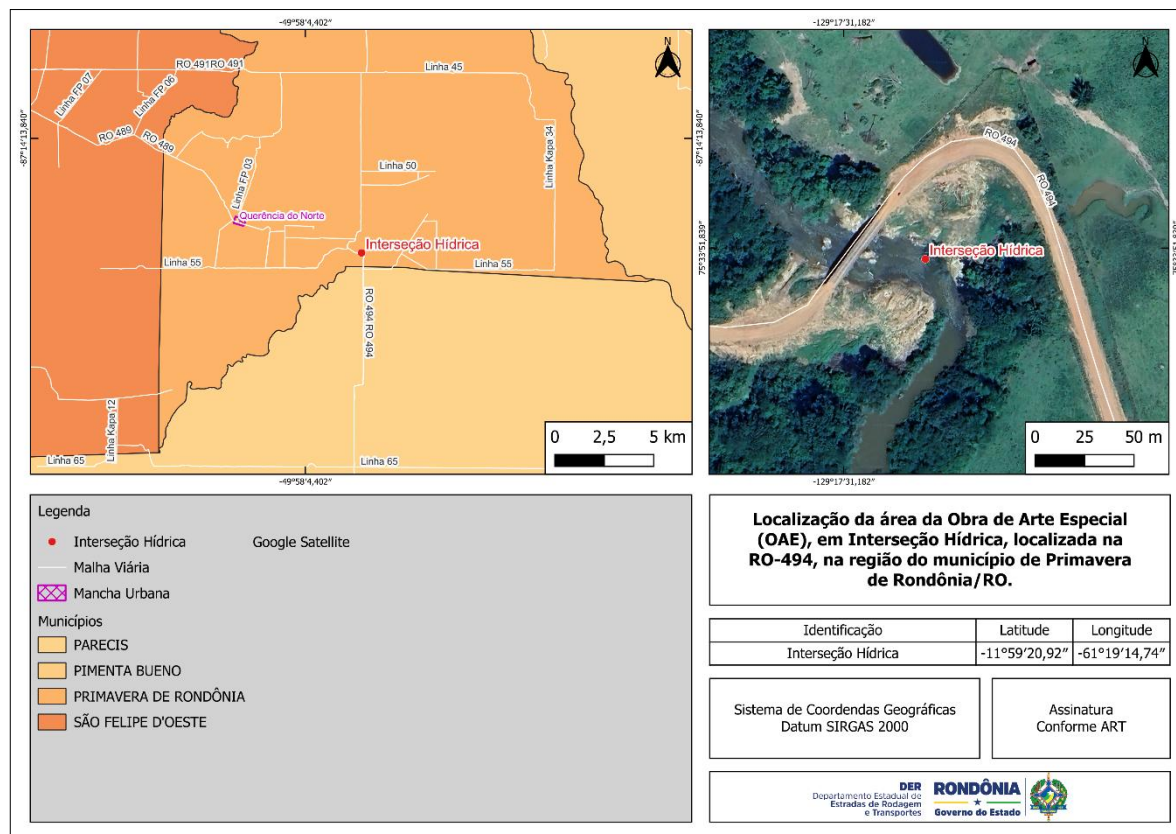 -49°58′4,402″
-129°17′31,182″
N
N
RO 491RO 491
Linha 45
Linha FP 07
Linha FP 06
RO 489
RO 489
Linha FP 03
Linha 50
Linha Kapa 34
Querência do Norte
Interseção Hídrica
Linha 55
Linha 55
RO 494 RO 494
Linha Kapa 12
Linha 65
Linha 65
-87°14′13,840″
-87°14′13,840″
0 2,5 5 km
-49°58′4,402″
RO 494
RO 494
Interseção Hídrica
75°33′51,839″
75°33′51,839″
0 25 50 m
-129°17′31,182″
Legenda
Interseção Hídrica Google Satellite
Malha Viária
Mancha Urbana
Municípios
PARECIS
PIMENTA BUENO
PRIMAVERA DE RONDÔNIA
SÃO FELIPE D'OESTE
Localização da área da Obra de Arte Especial
(OAE), em Interseção Hídrica, localizada na
RO-494, na região do município de Primavera
de Rondônia/RO.
Identificação Latitude Longitude
Interseção Hídrica -11°59′20,92″ -61°19′14,74″
Sistema de Coordendas Geográficas
Datum SIRGAS 2000
Assinatura
Conforme ART
DER
Departamento Estadual de
Estradas de Rodagem
e Transportes
RONDÔNIA
Governo do Estado